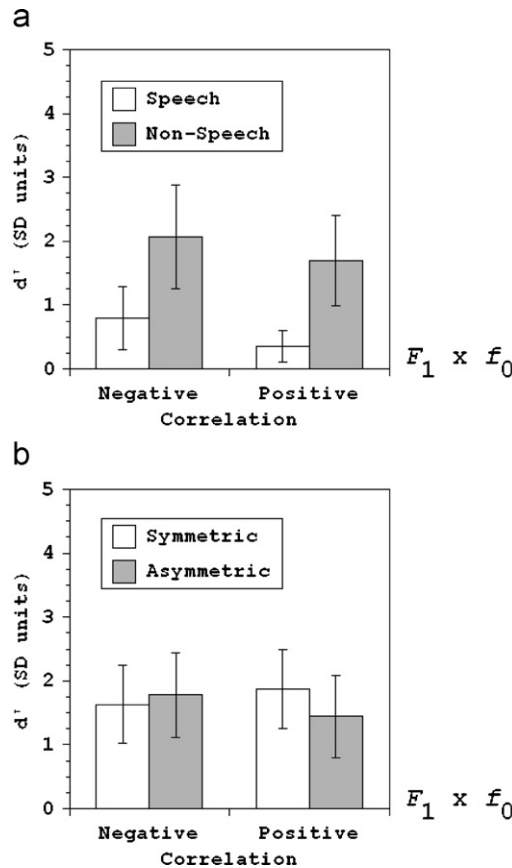 a
5
4
3
2
1
0
d' (SD units)
Speech
Non-Speech
Negative Positive
Correlation
F1 x f0
b
5
4
3
2
1
0
d' (SD units)
Symmetric
Asymmetric
Negative Positive
Correlation
F1 x f0